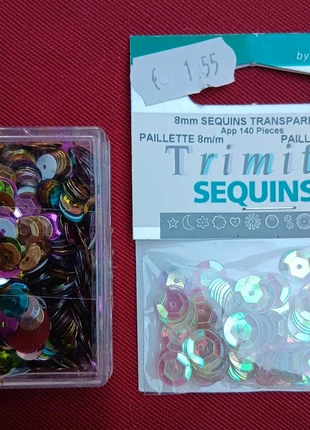 by
€ 1.55
8mm SEQUINS TRANSPARE
App 140 Pieces
PAILLETTE 8m/m PAILL
Trimit
SEQUINS